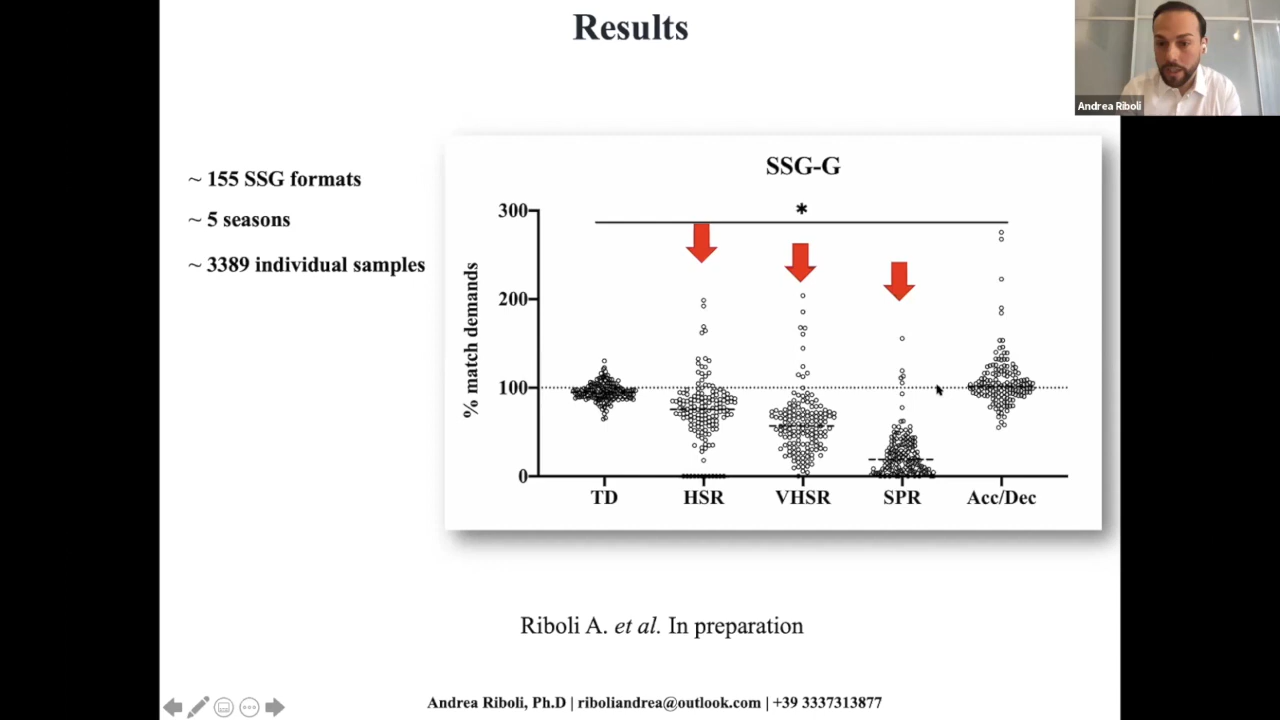 Results
Andrea Riboli
~ 155 SSG formats
~ 5 seasons
~ 3389 individual samples
SSG-G
*
300
200
100
0
% match demands
TD HSR VHSR SPR Acc/Dec
Riboli A. et al. In preparation
Andrea Riboli, Ph.D | riboliandrea@outlook.com | +39 3337313877